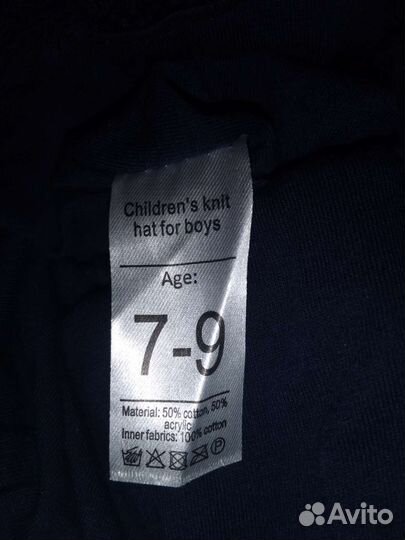 Children's knit
hat for boys
Age:
7-9
Material: 50% cotton, 50%
acrylic
Inner fabrics: 100% cotton
P
Avito